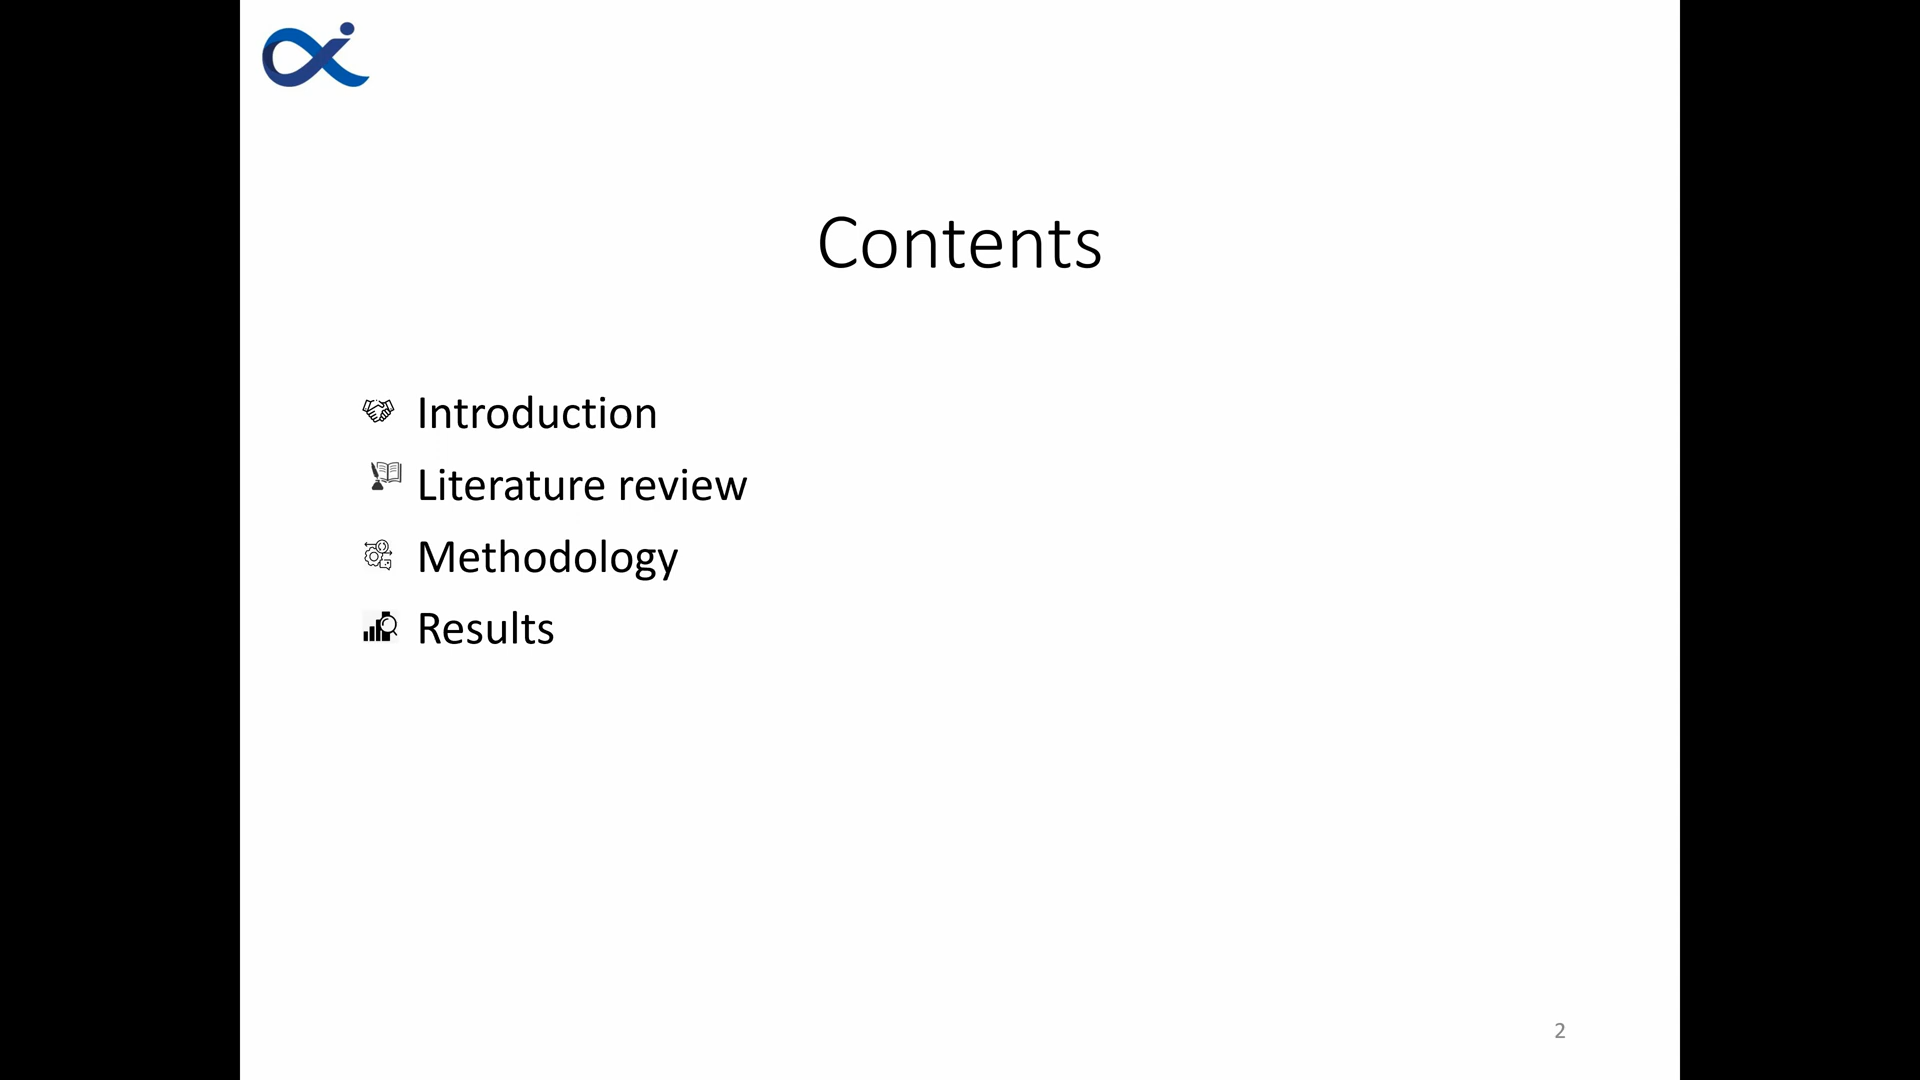 Contents
Introduction
Literature review
Methodology
Results
2